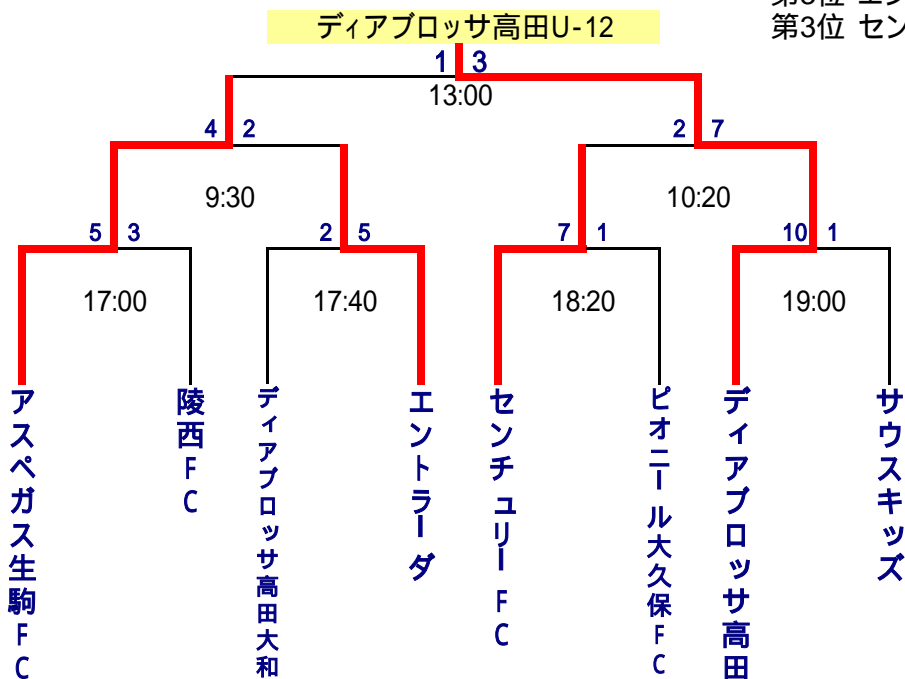 第3位 セン
ディアブロッサ高田U-12
1 3
13:00
4 2
2 7
9:30
10:20
5 3
2 5
7 1
10 1
17:00
17:40
18:20
19:00
アスペガス生駒FC
陵西FC
ディアブロッサ高田大和
エントラーダ
センチュリーFC
ピオニール大久保FC
ディアブロッサ高田
サウスキッズ